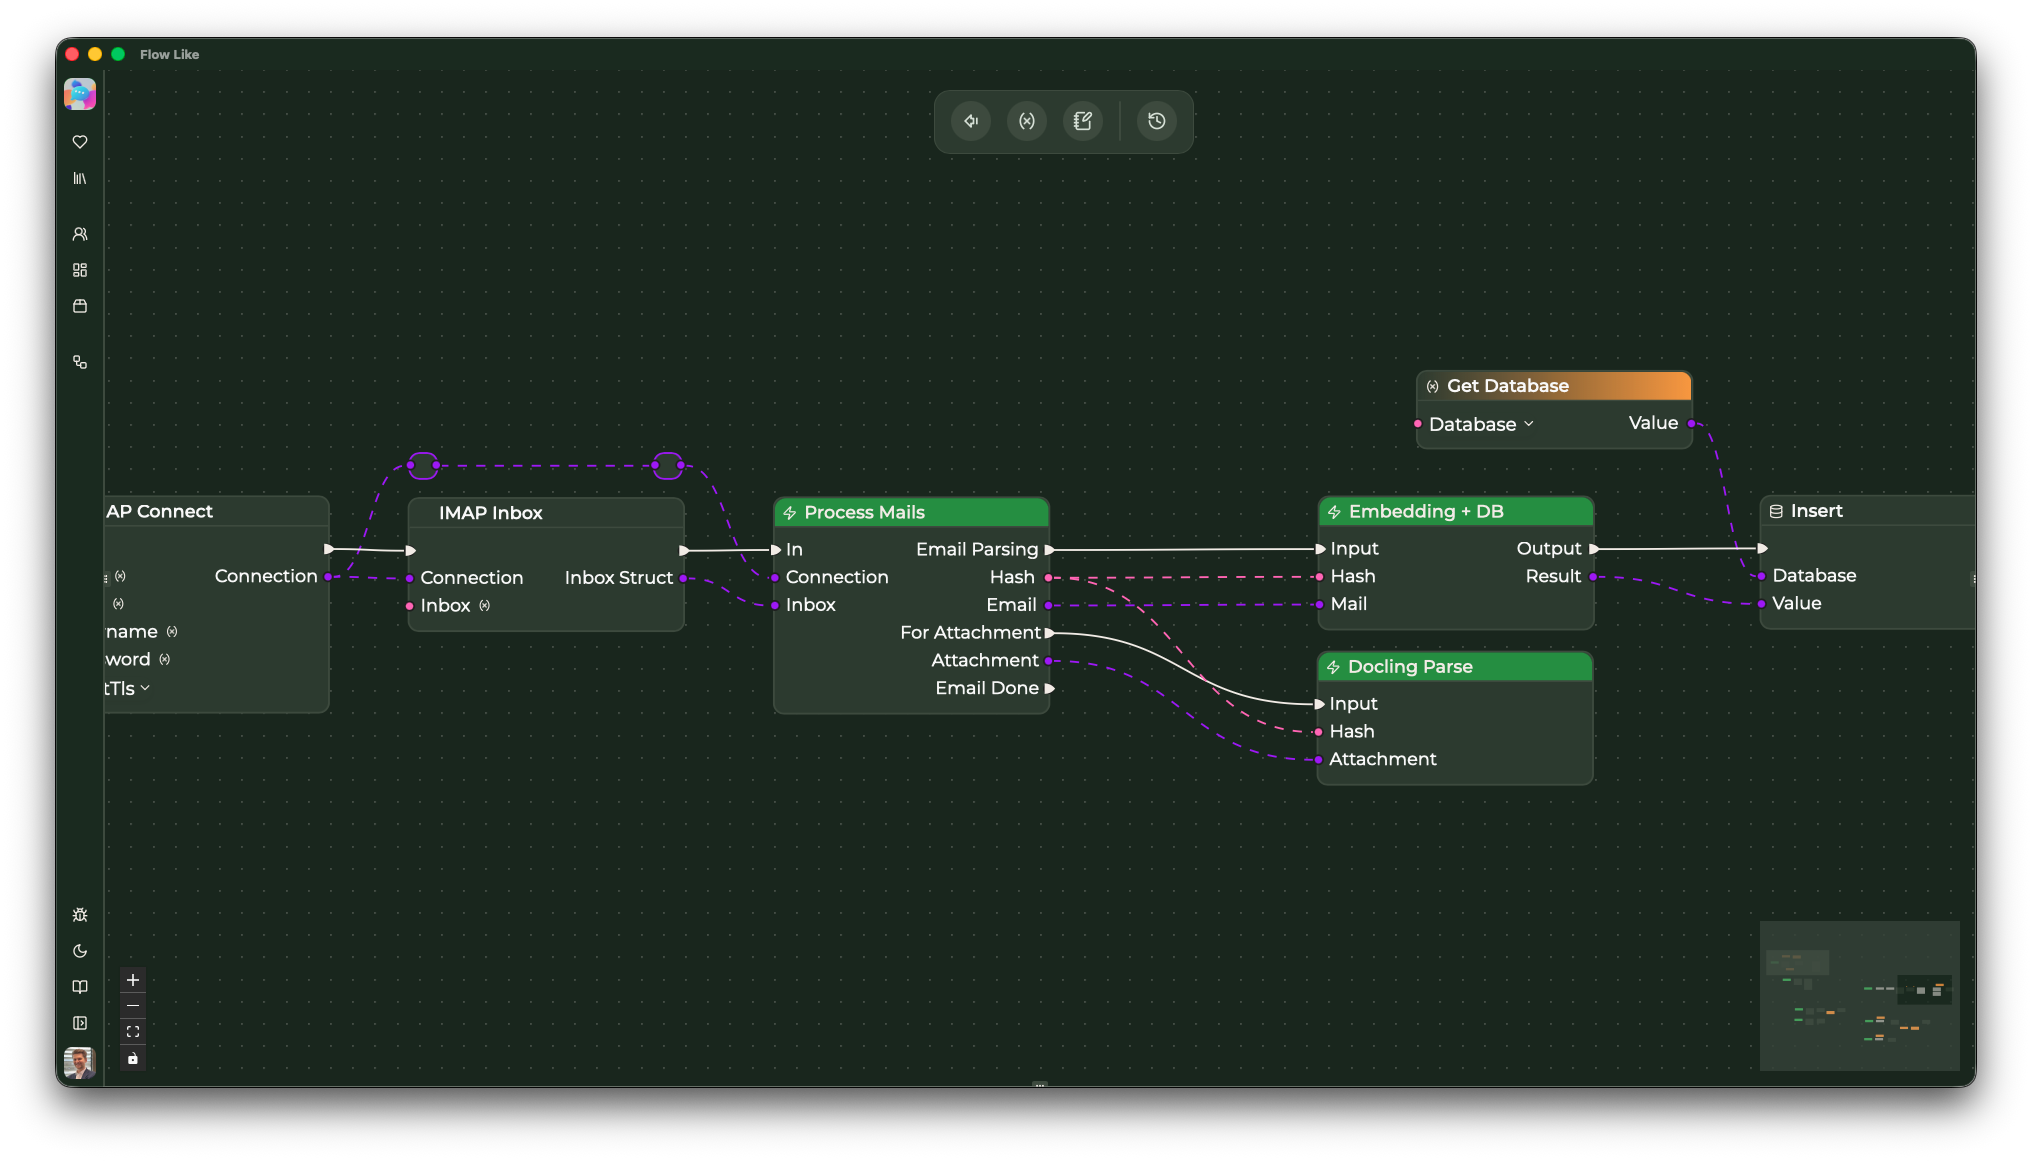 Flow Like
Get Database
Database
Value
AP Connect
Connection
name
word
tTls
IMAP Inbox
Connection
Inbox Struct
Inbox
Process Mails
In
Email Parsing
Connection
Hash
Inbox
Email
For Attachment
Attachment
Email Done
Embedding + DB
Input
Output
Hash
Result
Mail
Docling Parse
Input
Hash
Attachment
Insert
Database
Value